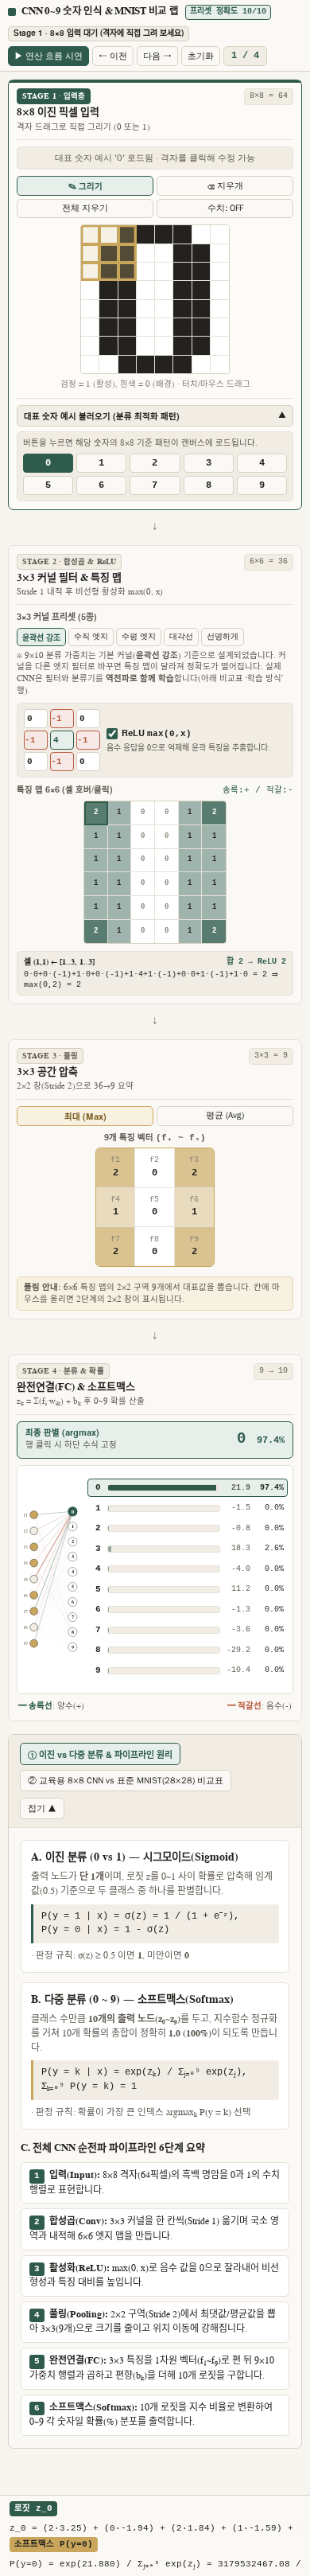 CNN 0~9 숫자 인식 & MNIST 비교 랩
프리셋 정확도 10/10
Stage 1 · 8×8 입력 대기 (격자에 직접 그려 보세요)
▶ 연산 흐름 시연
← 이전
다음 →
초기화
1 / 4
STAGE 1 · 입력층
8×8 = 64
8×8 이진 픽셀 입력
격자 드래그로 직접 그리기 (0 또는 1)
대표 숫자 예시 '0' 로드됨 · 격자를 클릭해 수정 가능
✎ 그리기
⌫ 지우개
전체 지우기
수치: OFF
검정 = 1 (활성), 흰색 = 0 (배경) · 터치/마우스 드래그
대표 숫자 예시 불러오기 (분류 최적화 패턴) ▲
버튼을 누르면 해당 숫자의 8×8 기준 패턴이 캔버스에 로드됩니다.
0 1 2 3 4
5 6 7 8 9
↓
STAGE 2 · 합성곱 & ReLU
6×6 = 36
3×3 커널 필터 & 특징 맵
Stride 1 내적 후 비선형 활성화 max(0, x)
3×3 커널 프리셋 (5종)
윤곽선 강조
수직 엣지
수평 엣지
대각선
선명하게
※ 9×10 분류 가중치는 기본 커널(윤곽선 강조) 기준으로 설계되었습니다. 커
널을 다른 엣지 필터로 바꾸면 특징 맵이 달라져 정확도가 떨어집니다. 실제
CNN은 필터와 분류기를 역전파로 함께 학습합니다(아래 비교표 '학습 방식'
행).
0 -1 0
-1 4 -1
0 -1 0
ReLU max(0,x)
음수 응답을 0으로 억제해 윤곽 특징을 추출합니다.
특징 맵 6×6 (셀 호버/클릭)
송록:+ / 적갈:-
2 1 0 0 1 2
1 1 0 0 1 1
1 1 0 0 1 1
1 1 0 0 1 1
1 1 0 0 1 1
2 1 0 0 1 2
셀 (1,1) ← [1..3, 1..3]
합 2 → ReLU 2
0·0+0·(-1)+1·0+0·(-1)+1·4+1·(-1)+0·0+1·(-1)+1·0 = 2 ⇒
max(0,2) = 2
↓
STAGE 3 · 풀링
3×3 = 9
3×3 공간 압축
2×2 창(Stride 2)으로 36→9 요약
최대 (Max)
평균 (Avg)
9개 특징 벡터 (f₁ ~ f₉)
f1 f2 f3
2 0 2
f4 f5 f6
1 0 1
f7 f8 f9
2 0 2
풀링 안내: 6×6 특징 맵의 2×2 구역 9개에서 대표값을 뽑습니다. 칸에 마
우스를 올리면 2단계의 2×2 창이 표시됩니다.
↓
STAGE 4 · 분류 & 확률
9 → 10
완전연결(FC) & 소프트맥스
zₖ = Σ(fᵢ·wᵢₖ) + bₖ 후 0~9 확률 산출
최종 판별 (argmax)
행 클릭 시 하단 수식 고정
0 97.4%
0 21.9 97.4%
1 -1.5 0.0%
2 -0.8 0.0%
3 18.3 2.6%
4 -4.0 0.0%
5 11.2 0.0%
6 -1.3 0.0%
7 -3.6 0.0%
8 -29.2 0.0%
9 -10.4 0.0%
━ 송록선: 양수(+)
━ 적갈선: 음수(-)
① 이진 vs 다중 분류 & 파이프라인 원리
② 교육용 8×8 CNN vs 표준 MNIST(28×28) 비교표
접기 ▲
A. 이진 분류 (0 vs 1) — 시그모이드(Sigmoid)
출력 노드가 단 1개이며, 로짓 z를 0~1 사이 확률로 압축해 임계
값(0.5) 기준으로 두 클래스 중 하나를 판별합니다.
P(y = 1 | x) = σ(z) = 1 / (1 + e⁻ᶻ),
P(y = 0 | x) = 1 - σ(z)
· 판정 규칙: σ(z) ≥ 0.5 이면 1, 미만이면 0
B. 다중 분류 (0 ~ 9) — 소프트맥스(Softmax)
클래스 수만큼 10개의 출력 노드(z₀~z₉)를 두고, 지수함수 정규화
를 거쳐 10개 확률의 총합이 정확히 1.0 (100%)이 되도록 만듭니
다.
P(y = k | x) = exp(zₖ) / Σⱼ₌₀⁹ exp(zⱼ),
Σₖ₌₀⁹ P(y = k) = 1
· 판정 규칙: 확률이 가장 큰 인덱스 argmaxₖ P(y = k) 선택
C. 전체 CNN 순전파 파이프라인 6단계 요약
1 입력(Input): 8×8 격자(64픽셀)의 흑백 명암을 0과 1의 수치
행렬로 표현합니다.
2 합성곱(Conv): 3×3 커널을 한 칸씩(Stride 1) 옮기며 국소 영
역과 내적해 6×6 엣지 맵을 만듭니다.
3 활성화(ReLU): max(0, x)로 음수 값을 0으로 잘라내어 비선
형성과 특징 대비를 높입니다.
4 풀링(Pooling): 2×2 구역(Stride 2)에서 최댓값/평균값을 뽑
아 3×3(9개)으로 크기를 줄이고 위치 이동에 강해집니다.
5 완전연결(FC): 3×3 특징을 1차원 벡터(f₁~f₉)로 편 뒤 9×10
가중치 행렬과 곱하고 편향(bₖ)을 더해 10개 로짓을 구합니다.
6 소프트맥스(Softmax): 10개 로짓을 지수 비율로 변환하여
0~9 각 숫자일 확률(%) 분포를 출력합니다.
로짓 z_0
z_0 = (2·3.25) + (0·-1.94) + (2·1.84) + (1·-1.59) +
소프트맥스 P(y=0)
P(y=0) = exp(21.880) / Σⱼ₌₀⁹ exp(zⱼ) = 3179532467.08 /